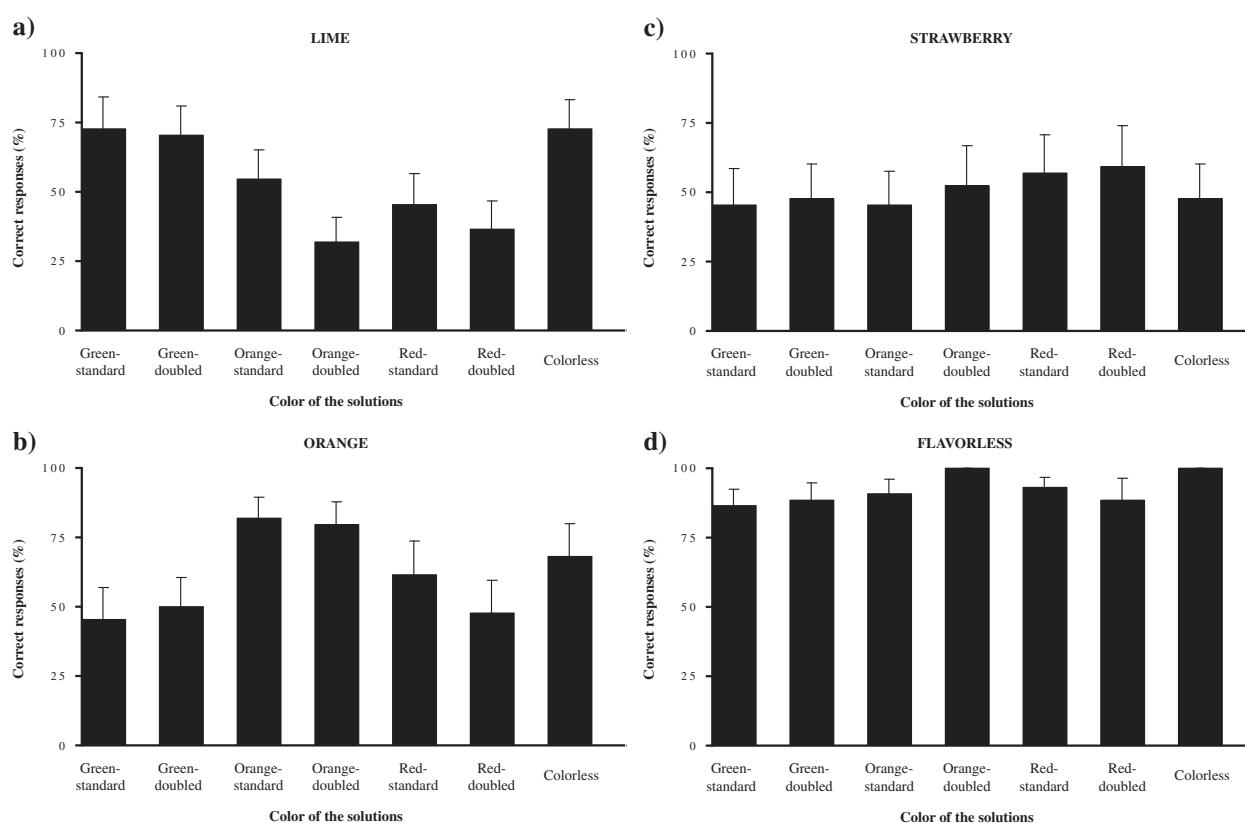 a)
LIME
100
75
50
25
0
Correct responses (%)
Green-standard
Green-doubled
Orange-standard
Orange-doubled
Red-standard
Red-doubled
Colorless
Color of the solutions
b)
ORANGE
100
75
50
25
0
Correct responses (%)
Green-standard
Green-doubled
Orange-standard
Orange-doubled
Red-standard
Red-doubled
Colorless
Color of the solutions
c)
STRAWBERRY
100
75
50
25
0
Correct responses (%)
Green-standard
Green-doubled
Orange-standard
Orange-doubled
Red-standard
Red-doubled
Colorless
Color of the solutions
d)
FLAVORLESS
100
75
50
25
0
Correct responses (%)
Green-standard
Green-doubled
Orange-standard
Orange-doubled
Red-standard
Red-doubled
Colorless
Color of the solutions